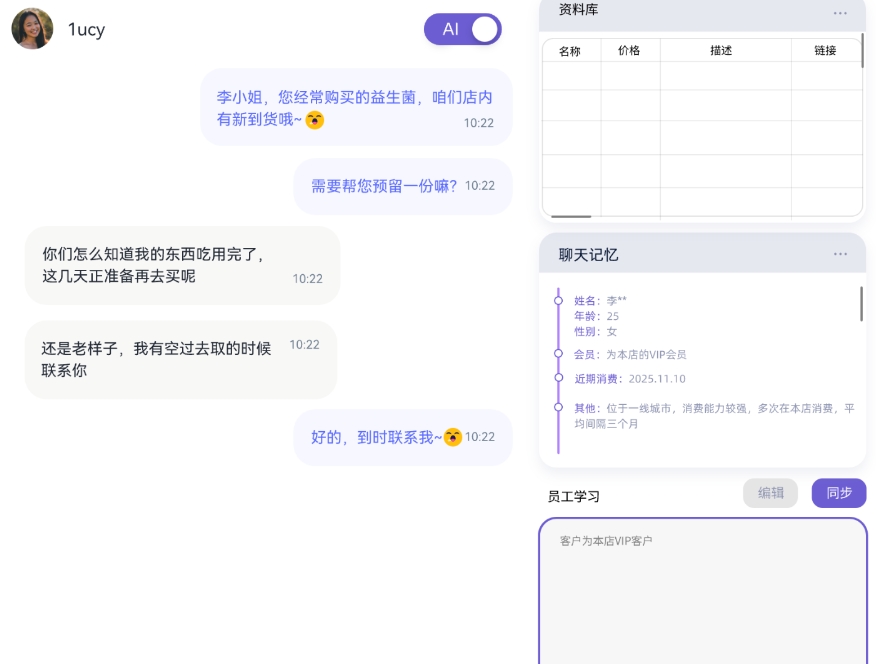 1ucy
AI
李小姐，您经常购买的益生菌，咱们店内
有新到货哦~
10:22
需要帮您预留一份嘛？
10:22
你们怎么知道我的东西吃用完了，
这几天正准备再去买呢
10:22
还是老样子，我有空过去取的时候
联系你
10:22
好的，到时联系我~
10:22
资料库
...
名称 价格 描述 链接
聊天记忆
...
姓名：李**
年龄：25
性别：女
会员：为本店的VIP会员
近期消费：2025.11.10
其他：位于一线城市，消费能力较强，多次在本店消费，平
均间隔三个月
员工学习
编辑
同步
客户为本店VIP客户